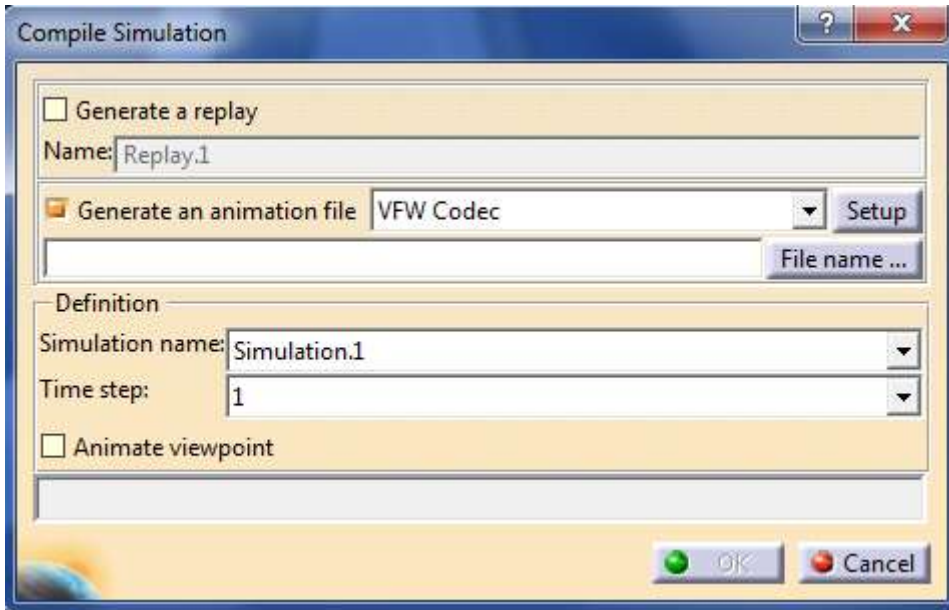 Compile Simulation
?
X
Generate a replay
Name: Replay.1
Generate an animation file VFW Codec Setup
File name ...
Definition
Simulation name: Simulation.1
Time step: 1
Animate viewpoint
OK Cancel